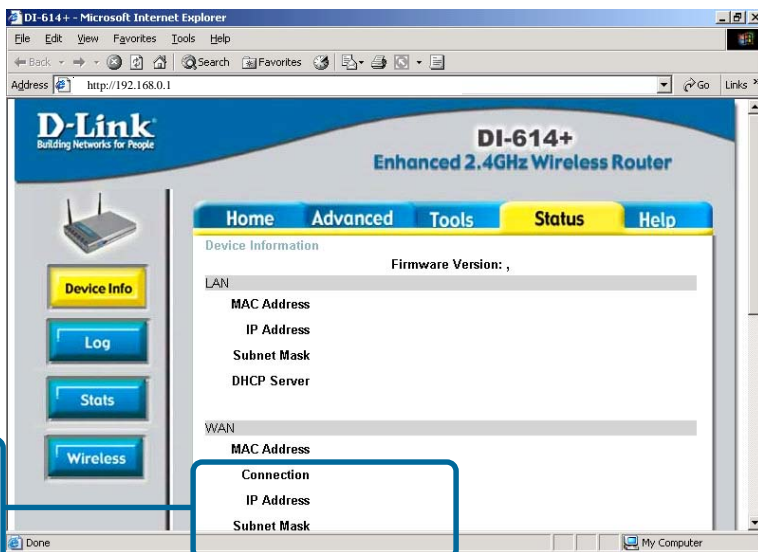 DI-614+ - Microsoft Internet Explorer
File Edit View Favorites Tools Help
Back Search Favorites
Address http://192.168.0.1 Go Links »
D-Link
Building Networks for People
DI-614+
Enhanced 2.4GHz Wireless Router
Home Advanced Tools Status Help
Device Information
Firmware Version: ,
Device Info
LAN
MAC Address
IP Address
Log
Subnet Mask
DHCP Server
Stats
WAN
MAC Address
Wireless
Connection
IP Address
Subnet Mask
Done My Computer